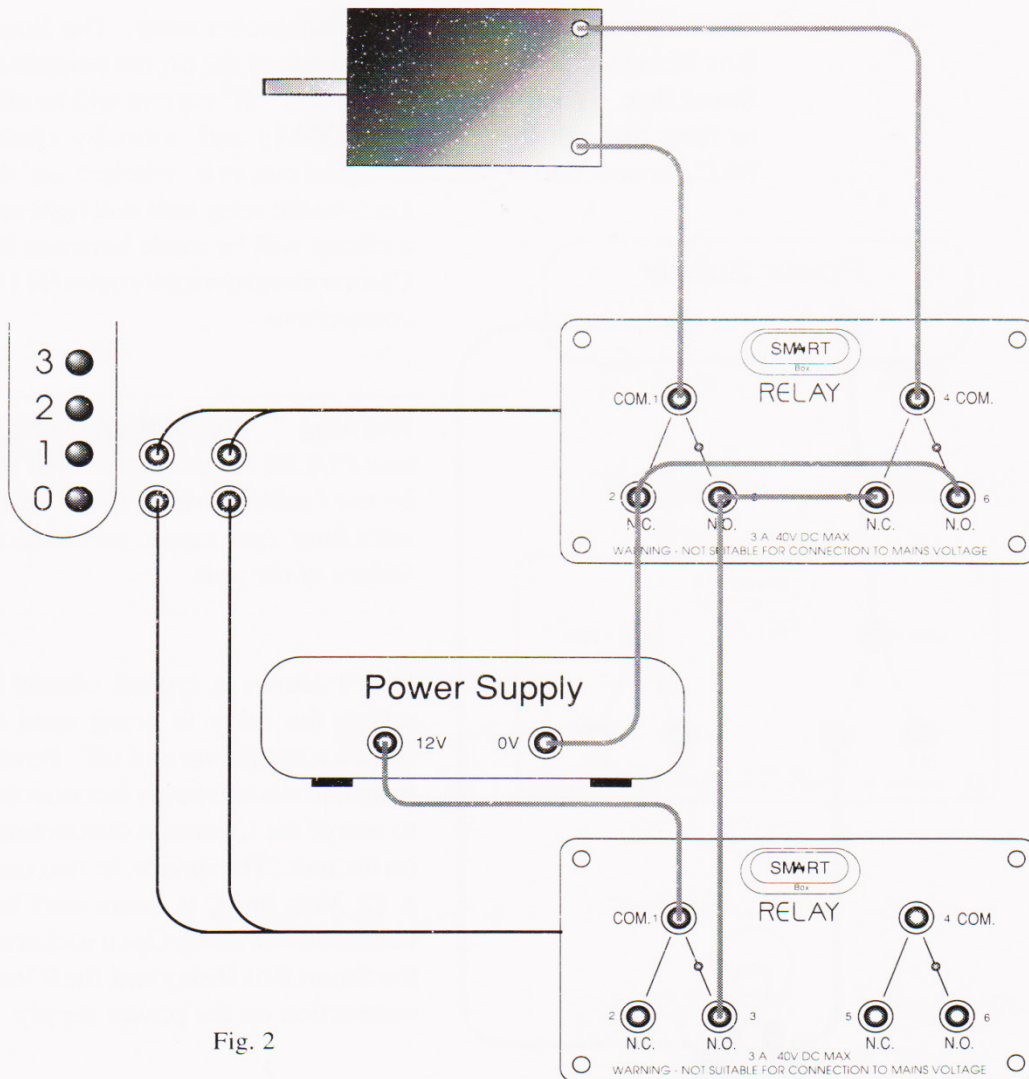 SMART
Box
RELAY
COM. 1
4 COM.
3
2
1
0
2
6
N.C.
N.O.
N.C.
N.O.
3 A 40V DC MAX
WARNING - NOT SUITABLE FOR CONNECTION TO MAINS VOLTAGE
Power Supply
12V
0V
SMART
Box
RELAY
COM. 1
4 COM.
2
3
5
6
N.C.
N.O.
N.C.
N.O.
3 A 40V DC MAX
WARNING - NOT SUITABLE FOR CONNECTION TO MAINS VOLTAGE
Fig. 2